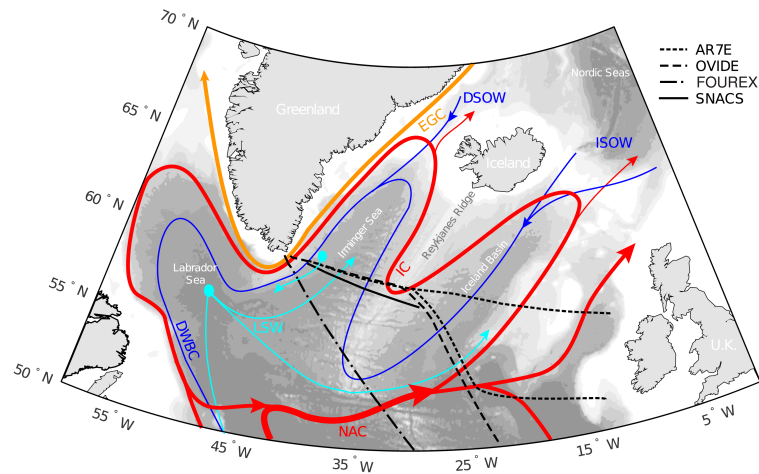 70 ° N
65 ° N
60 ° N
55 ° N
50 ° N
55 ° W
45 ° W
35 ° W
25 ° W
15 ° W
5 ° W
AR7E
OVIDE
FOUREX
SNACS
Nordic Seas
Greenland
EGC
DSOW
ISOW
Iceland
Reykjanes Ridge
Irminger Sea
Iceland Basin
IC
Labrador
Sea
LSW
DWBC
NAC
U.K.